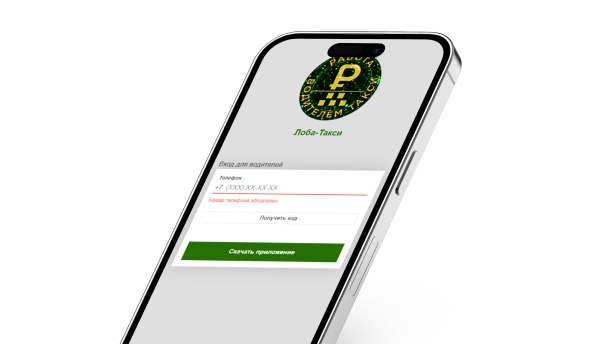 РАБОТА
ВОДИТЕЛЕМ ТАКСИ
Лоба-Такси
Вход для водителей
Телефон
+7 (XXX) XX-XX-XX
Номер телефона обязателен
Получить код
Скачать приложение